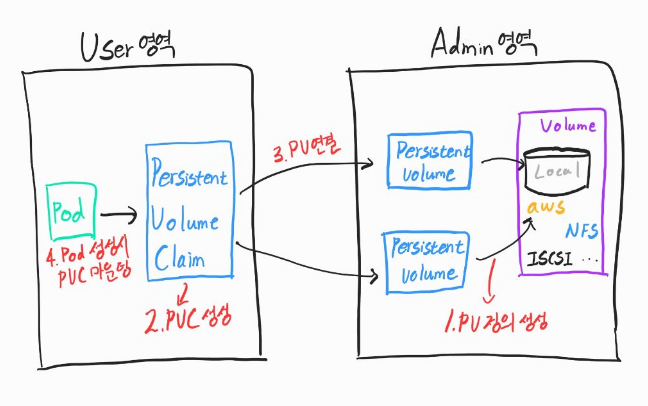 User 영역
Admin 영역
Pod
Persistent
Volume
Claim
4. Pod 생성시
PVC 마운팅
2. PVC 생성
3. PV연결
Persistent
volume
Persistent
volume
1. PV 정의 생성
Volume
Local
aws
NFS
ISCSI ...